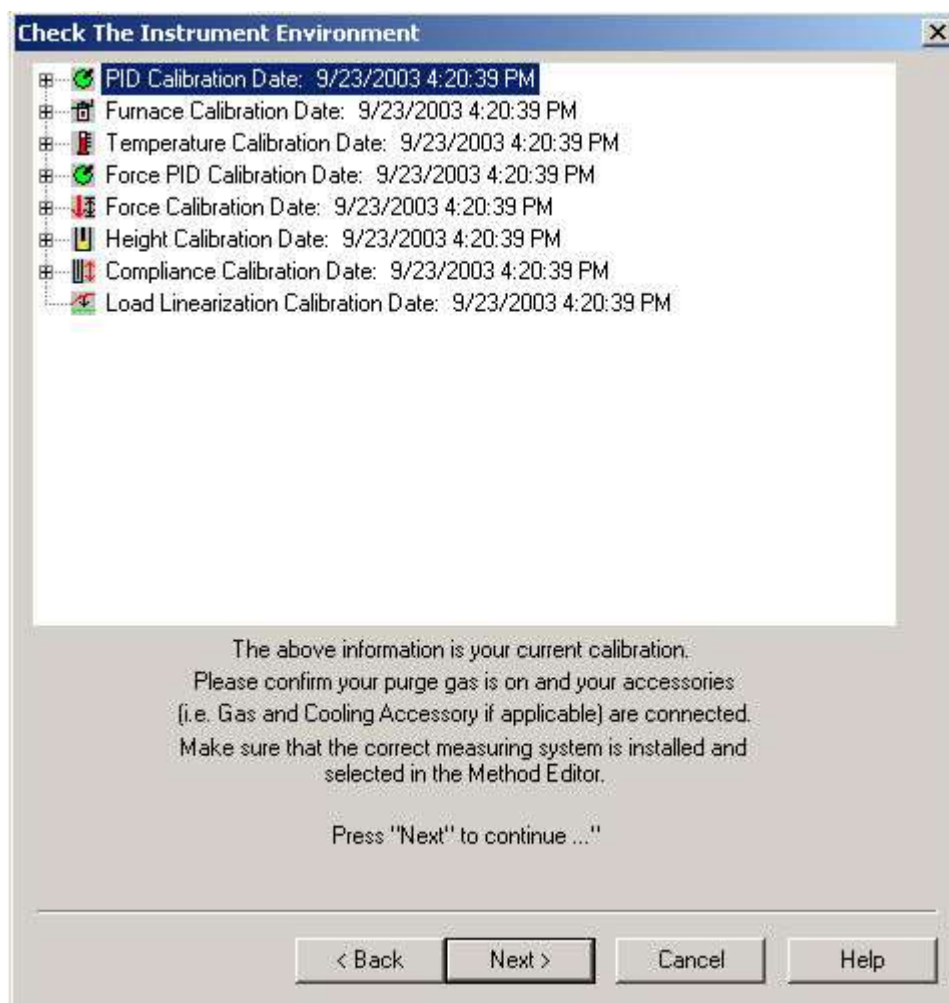 Check The Instrument Environment
PID Calibration Date: 9/23/2003 4:20:39 PM
Furnace Calibration Date: 9/23/2003 4:20:39 PM
Temperature Calibration Date: 9/23/2003 4:20:39 PM
Force PID Calibration Date: 9/23/2003 4:20:39 PM
Force Calibration Date: 9/23/2003 4:20:39 PM
Height Calibration Date: 9/23/2003 4:20:39 PM
Compliance Calibration Date: 9/23/2003 4:20:39 PM
Load Linearization Calibration Date: 9/23/2003 4:20:39 PM
The above information is your current calibration.
Please confirm your purge gas is on and your accessories
(i.e. Gas and Cooling Accessory if applicable) are connected.
Make sure that the correct measuring system is installed and
selected in the Method Editor.
Press "Next" to continue ..."
< Back Next > Cancel Help